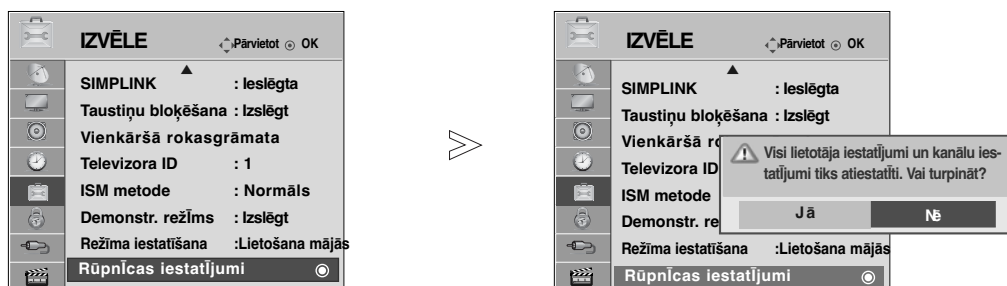 IZVĒLE Pārvietot OK
SIMPLINK : Ieslēgta
Taustiņu bloķēšana : Izslēgt
Vienkāršā rokasgrāmata
Televizora ID : 1
ISM metode : Normāls
Demonstr. režĪms : Izslēgt
Režīma iestatīšana :Lietošana mājās
RūpnĪcas iestatĪjumi
IZVĒLE Pārvietot OK
SIMPLINK : Ieslēgta
Taustiņu bloķēšana : Izslēgt
Vienkāršā ro
Televizora ID
ISM metode
Demonstr. re
Režīma iestatīšana :Lietošana mājās
RūpnĪcas iestatĪjumi
Visi lietotāja iestatĪjumi un kanālu ies-
tatĪjumi tiks atiestatĪti. Vai turpināt?
Jā Nē